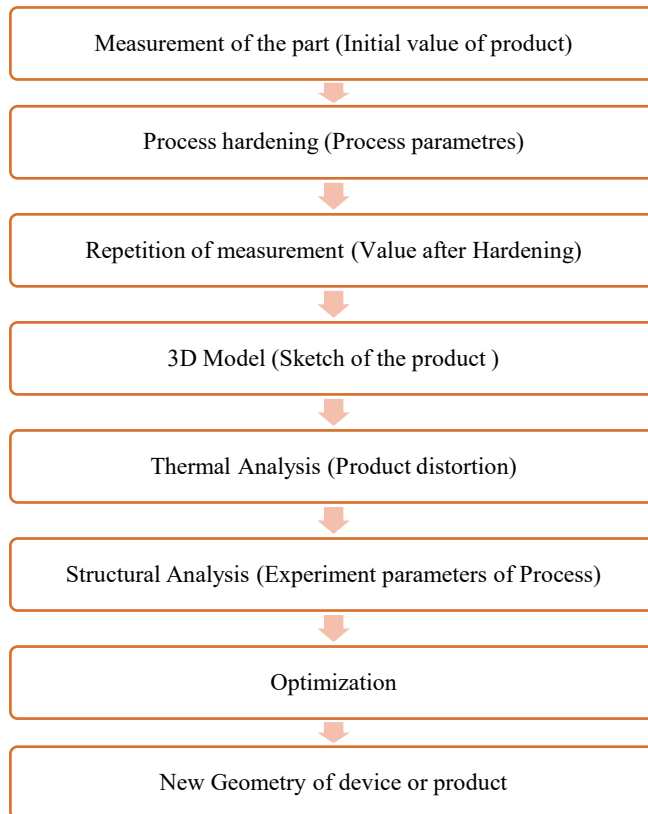 Measurement of the part (Initial value of product)
Process hardening (Process parametres)
Repetition of measurement (Value after Hardening)
3D Model (Sketch of the product )
Thermal Analysis (Product distortion)
Structural Analysis (Experiment parameters of Process)
Optimization
New Geometry of device or product